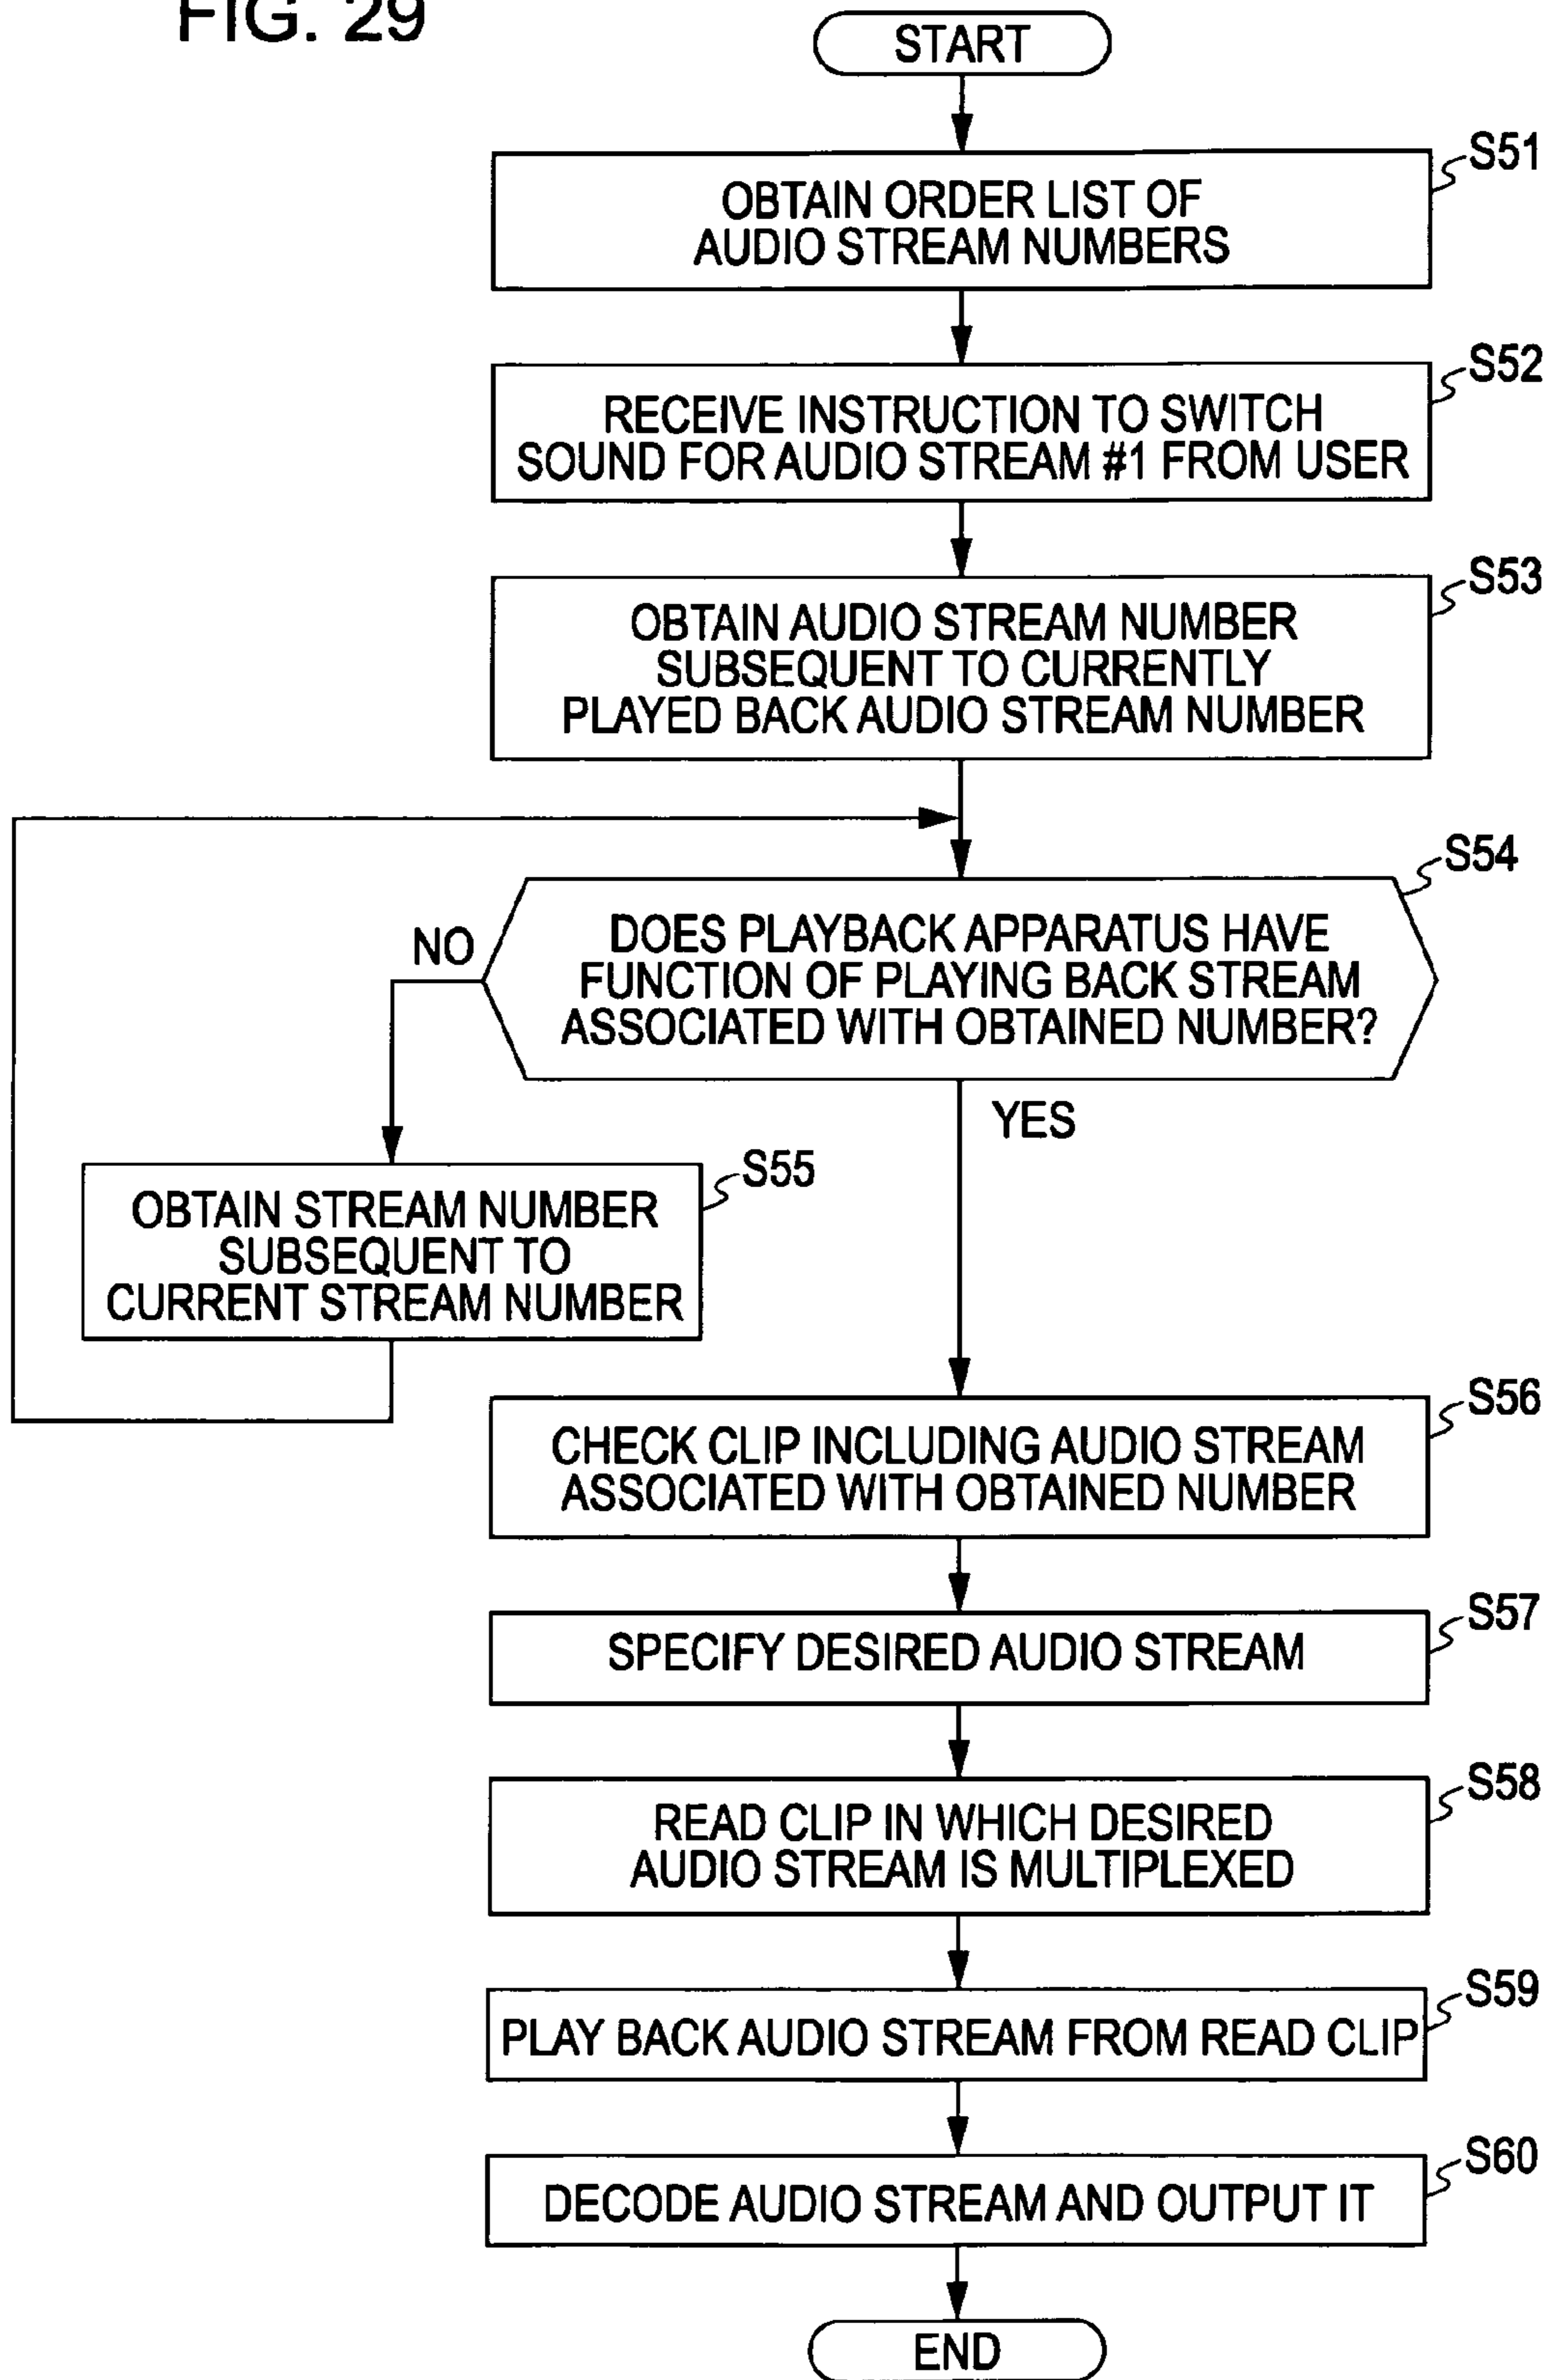 FIG. 29
START
S51
OBTAIN ORDER LIST OF
AUDIO STREAM NUMBERS
S52
RECEIVE INSTRUCTION TO SWITCH
SOUND FOR AUDIO STREAM #1 FROM USER
S53
OBTAIN AUDIO STREAM NUMBER
SUBSEQUENT TO CURRENTLY
PLAYED BACK AUDIO STREAM NUMBER
S54
DOES PLAYBACK APPARATUS HAVE
FUNCTION OF PLAYING BACK STREAM
ASSOCIATED WITH OBTAINED NUMBER?
NO
YES
S55
OBTAIN STREAM NUMBER
SUBSEQUENT TO
CURRENT STREAM NUMBER
S56
CHECK CLIP INCLUDING AUDIO STREAM
ASSOCIATED WITH OBTAINED NUMBER
S57
SPECIFY DESIRED AUDIO STREAM
S58
READ CLIP IN WHICH DESIRED
AUDIO STREAM IS MULTIPLEXED
S59
PLAY BACK AUDIO STREAM FROM READ CLIP
S60
DECODE AUDIO STREAM AND OUTPUT IT
END